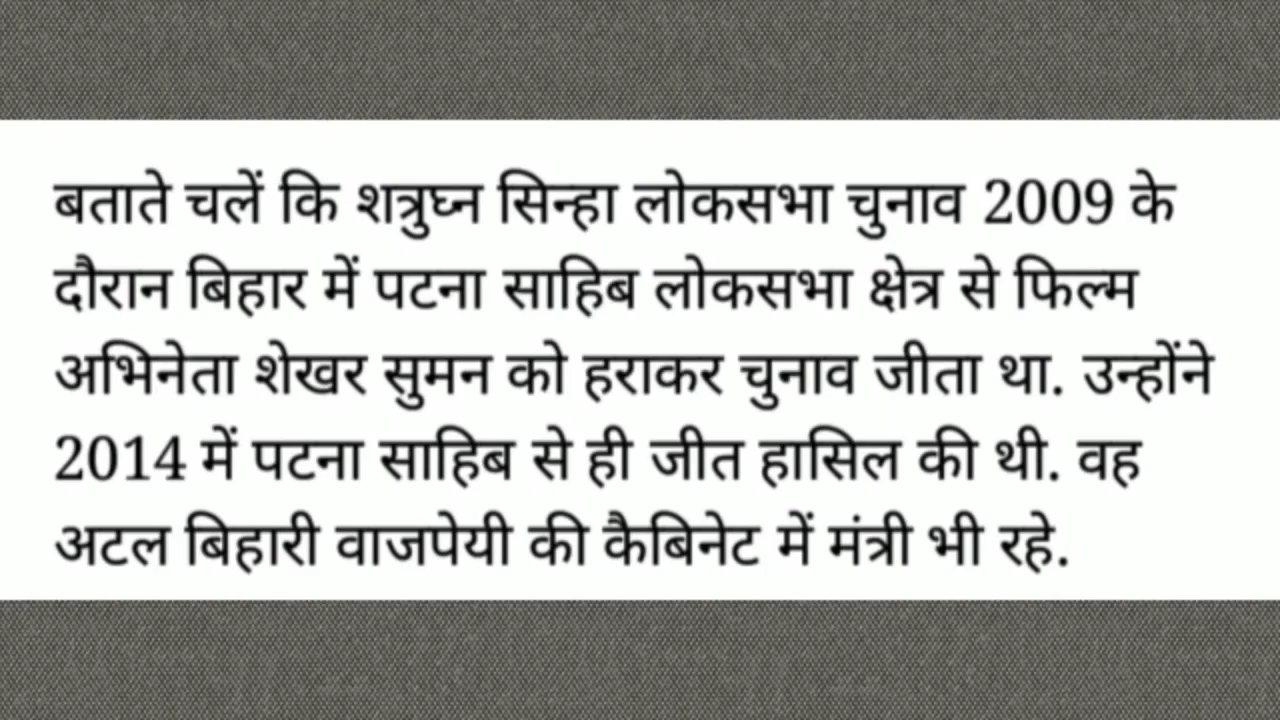 बताते चलें कि शत्रुघ्न सिन्हा लोकसभा चुनाव 2009 के
दौरान बिहार में पटना साहिब लोकसभा क्षेत्र से फिल्म
अभिनेता शेखर सुमन को हराकर चुनाव जीता था. उन्होंने
2014 में पटना साहिब से ही जीत हासिल की थी. वह
अटल बिहारी वाजपेयी की कैबिनेट में मंत्री भी रहे.